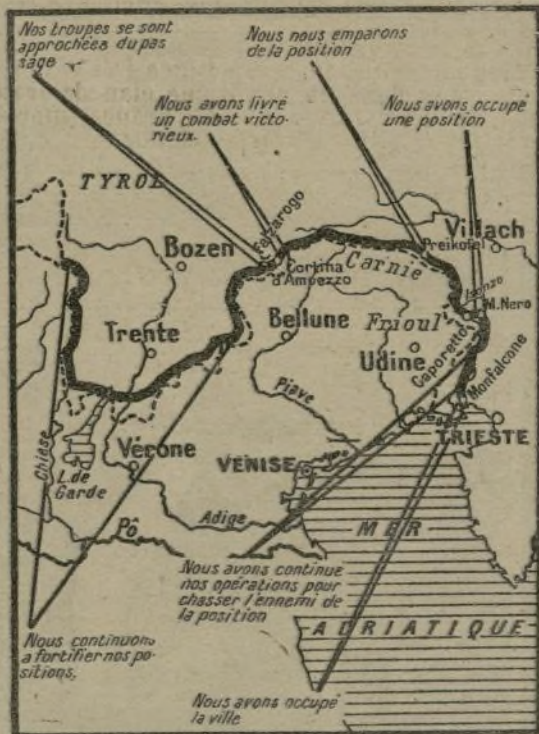 Nos troupes se sont
approchées du pas
sage
Nous nous emparons
de la position
Nous avons livré
un combat victo-
rieux.
Nous avons occupé
une position
TYROL
Falzarogo
Villach
Preikofel
Bozen
Carnie
Cortina
d'Ampezzo
Isonzo
M. Nero
Bellune
Frioul
Trente
Udine
Caporetto
Monfalcone
Piave
TRIESTE
Chiese
Vérone
VENISE
L. de
Garde
Adige
MER
Pô
Nous avons continué
nos opérations pour
chasser l'ennemi de
la position
ADRIATIQUE
Nous continuons
a fortifier nos po-
sitions.
Nous avons occupé
la ville